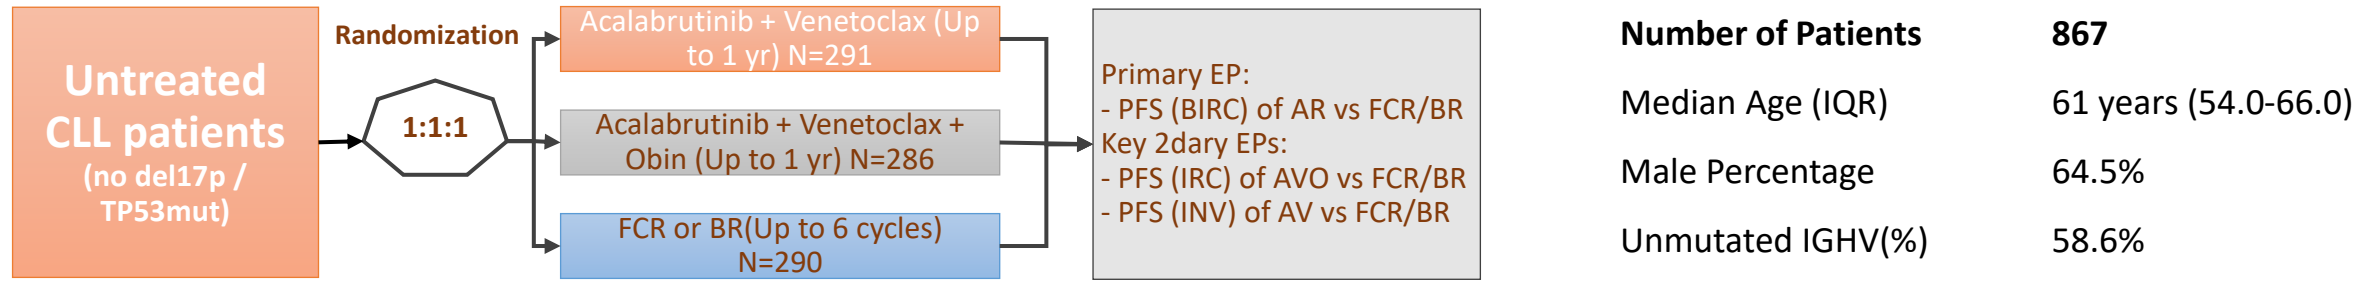 Untreated
CLL patients
(no del17p /
TP53mut)
Randomization
1:1:1
Acalabrutinib + Venetoclax (Up
to 1 yr) N=291
Acalabrutinib + Venetoclax +
Obin (Up to 1 yr) N=286
FCR or BR(Up to 6 cycles)
N=290
Primary EP:
- PFS (BIRC) of AR vs FCR/BR
Key 2dary EPs:
- PFS (IRC) of AVO vs FCR/BR
- PFS (INV) of AV vs FCR/BR
Number of Patients 867
Median Age (IQR) 61 years (54.0-66.0)
Male Percentage 64.5%
Unmutated IGHV(%) 58.6%